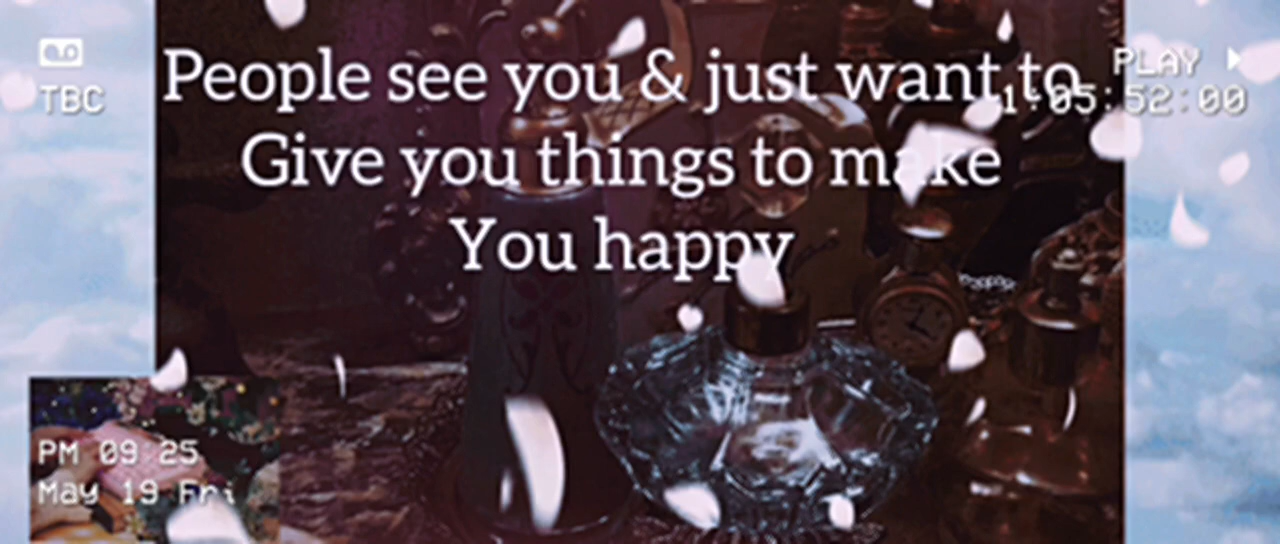 TBC
PLAY
1:05:52:00
People see you & just want to
Give you things to make
You happy
PM 09 25
May 19 Fri